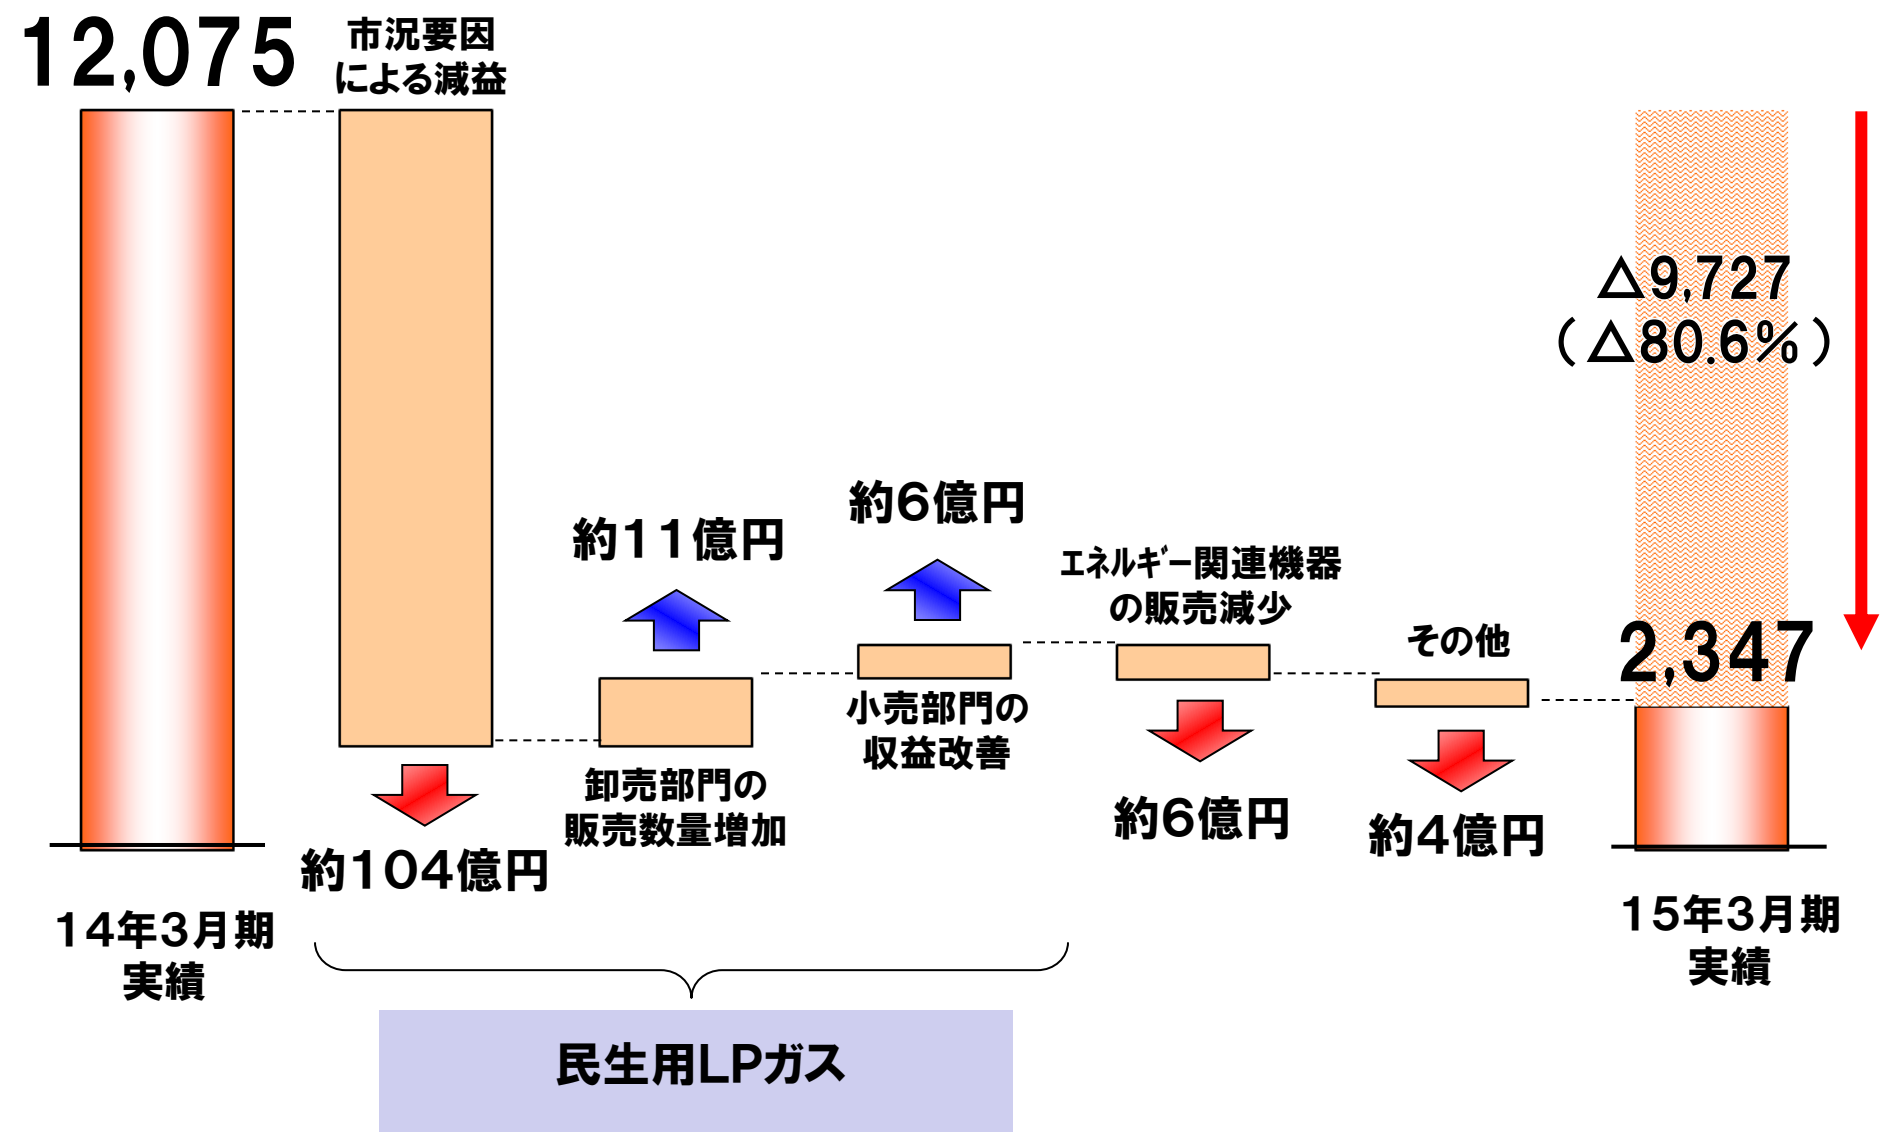 12,075
市況要因
による減益
約104億円
約11億円
卸売部門の
販売数量増加
約6億円
小売部門の
収益改善
ｴﾈﾙｷﾞｰ関連機器
の販売減少
約6億円
その他
約4億円
△9,727
（△80.6％）
2,347
14年3月期
実績
15年3月期
実績
民生用LPガス